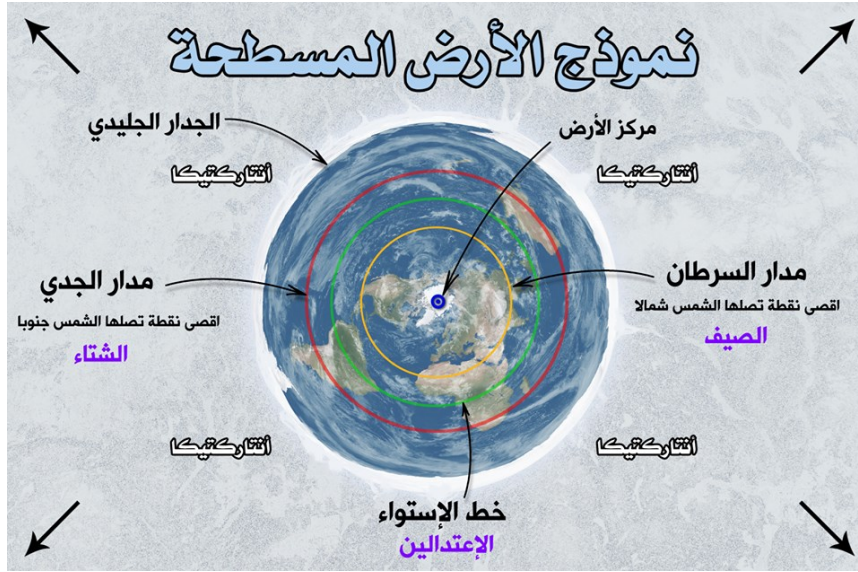 نموذج الأرض المسطحة
مركز الأرض
الجدار الجليدي
أنتاركتيكا
أنتاركتيكا
مدار السرطان
اقصى نقطة تصلها الشمس شمالا
الصيف
مدار الجدي
اقصى نقطة تصلها الشمس جنوبا
الشتاء
أنتاركتيكا
أنتاركتيكا
خط الإستواء
الإعتدالين